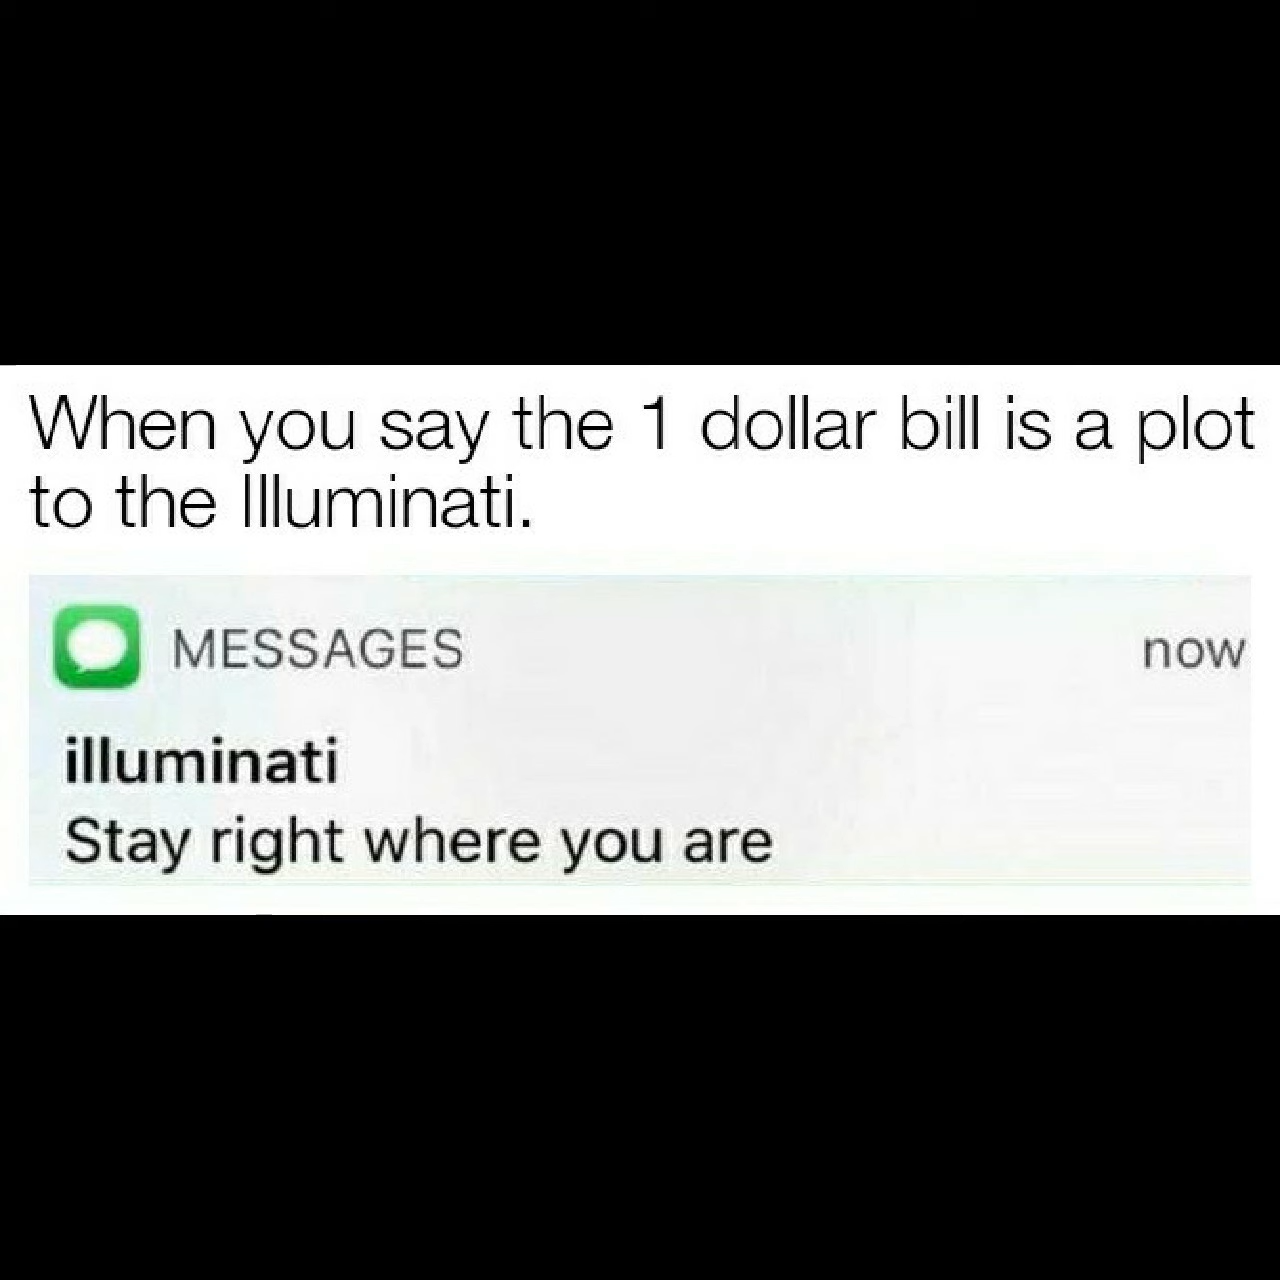 When you say the 1 dollar bill is a plot
to the Illuminati.
MESSAGES now
illuminati
Stay right where you are